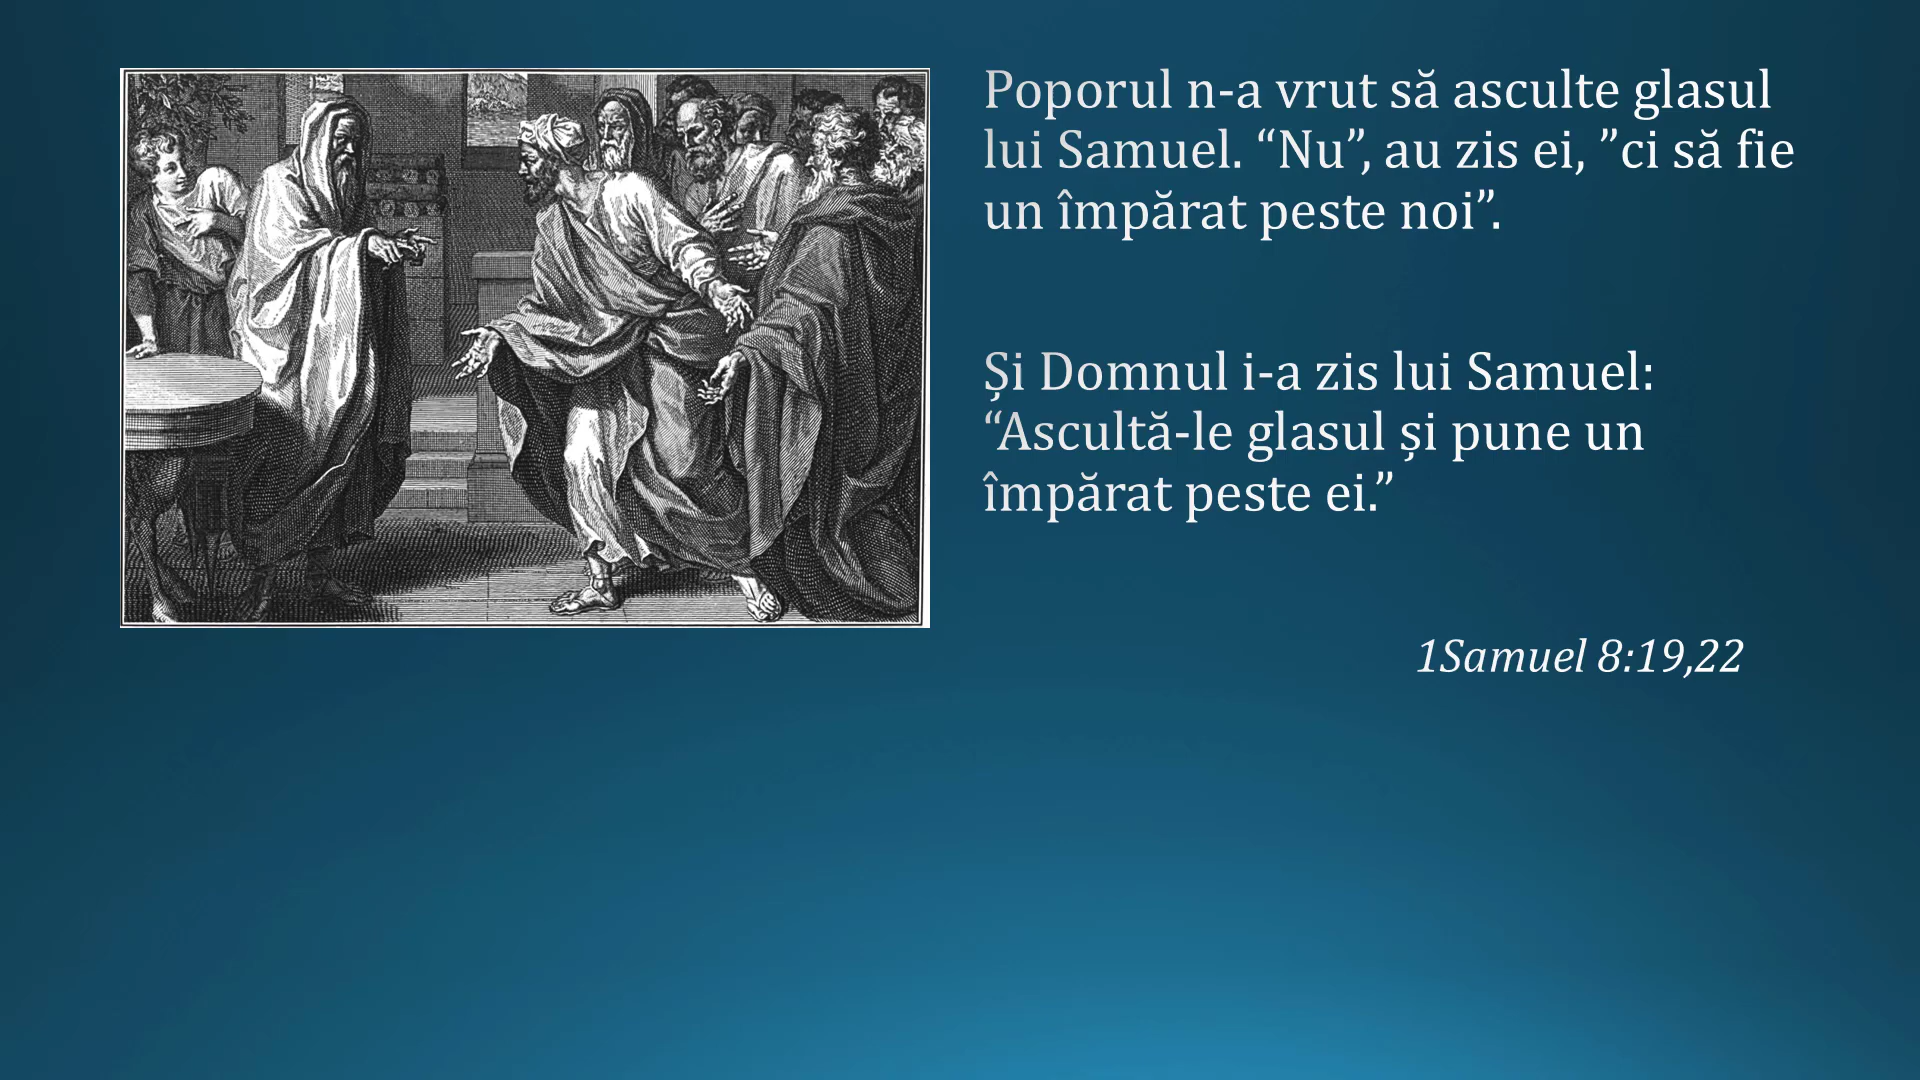 Poporul n-a vrut să asculte glasul
lui Samuel. “Nu”, au zis ei, ”ci să fie
un împărat peste noi”.
Și Domnul i-a zis lui Samuel:
“Ascultă-le glasul și pune un
împărat peste ei.”
1Samuel 8:19,22